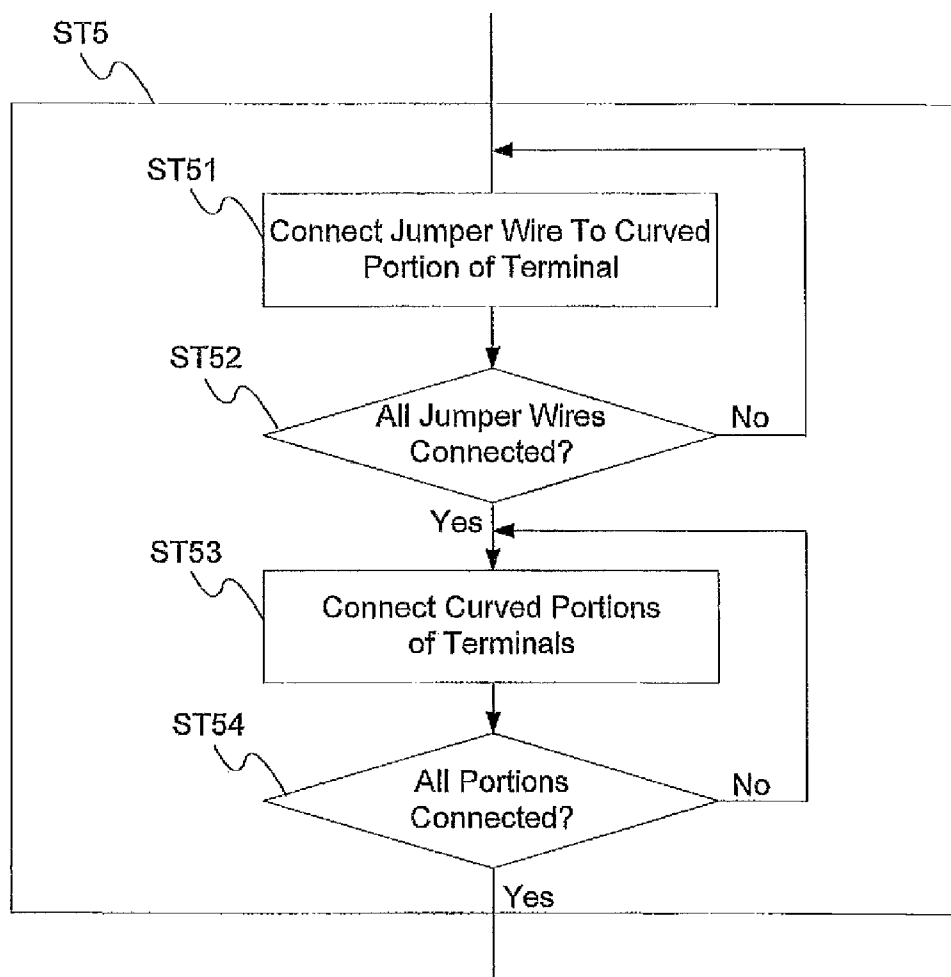 ST5
ST51
Connect Jumper Wire To Curved
Portion of Terminal
ST52
All Jumper Wires
Connected?
No
Yes
ST53
Connect Curved Portions
of Terminals
ST54
All Portions
Connected?
No
Yes